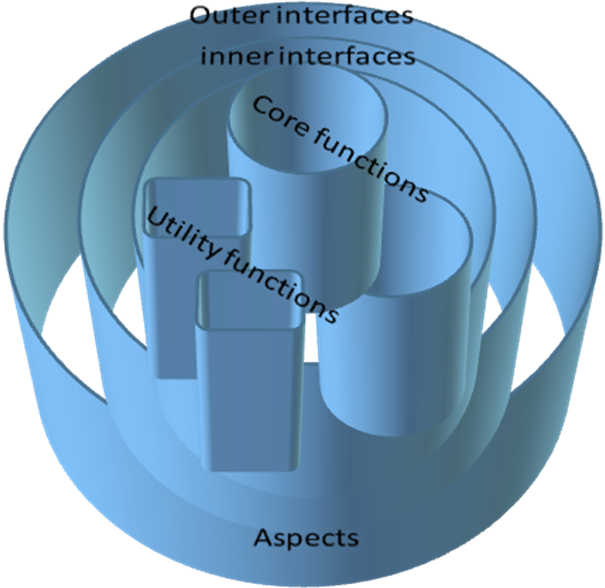 Outer interfaces
inner interfaces
Core functions
Utility functions
Aspects